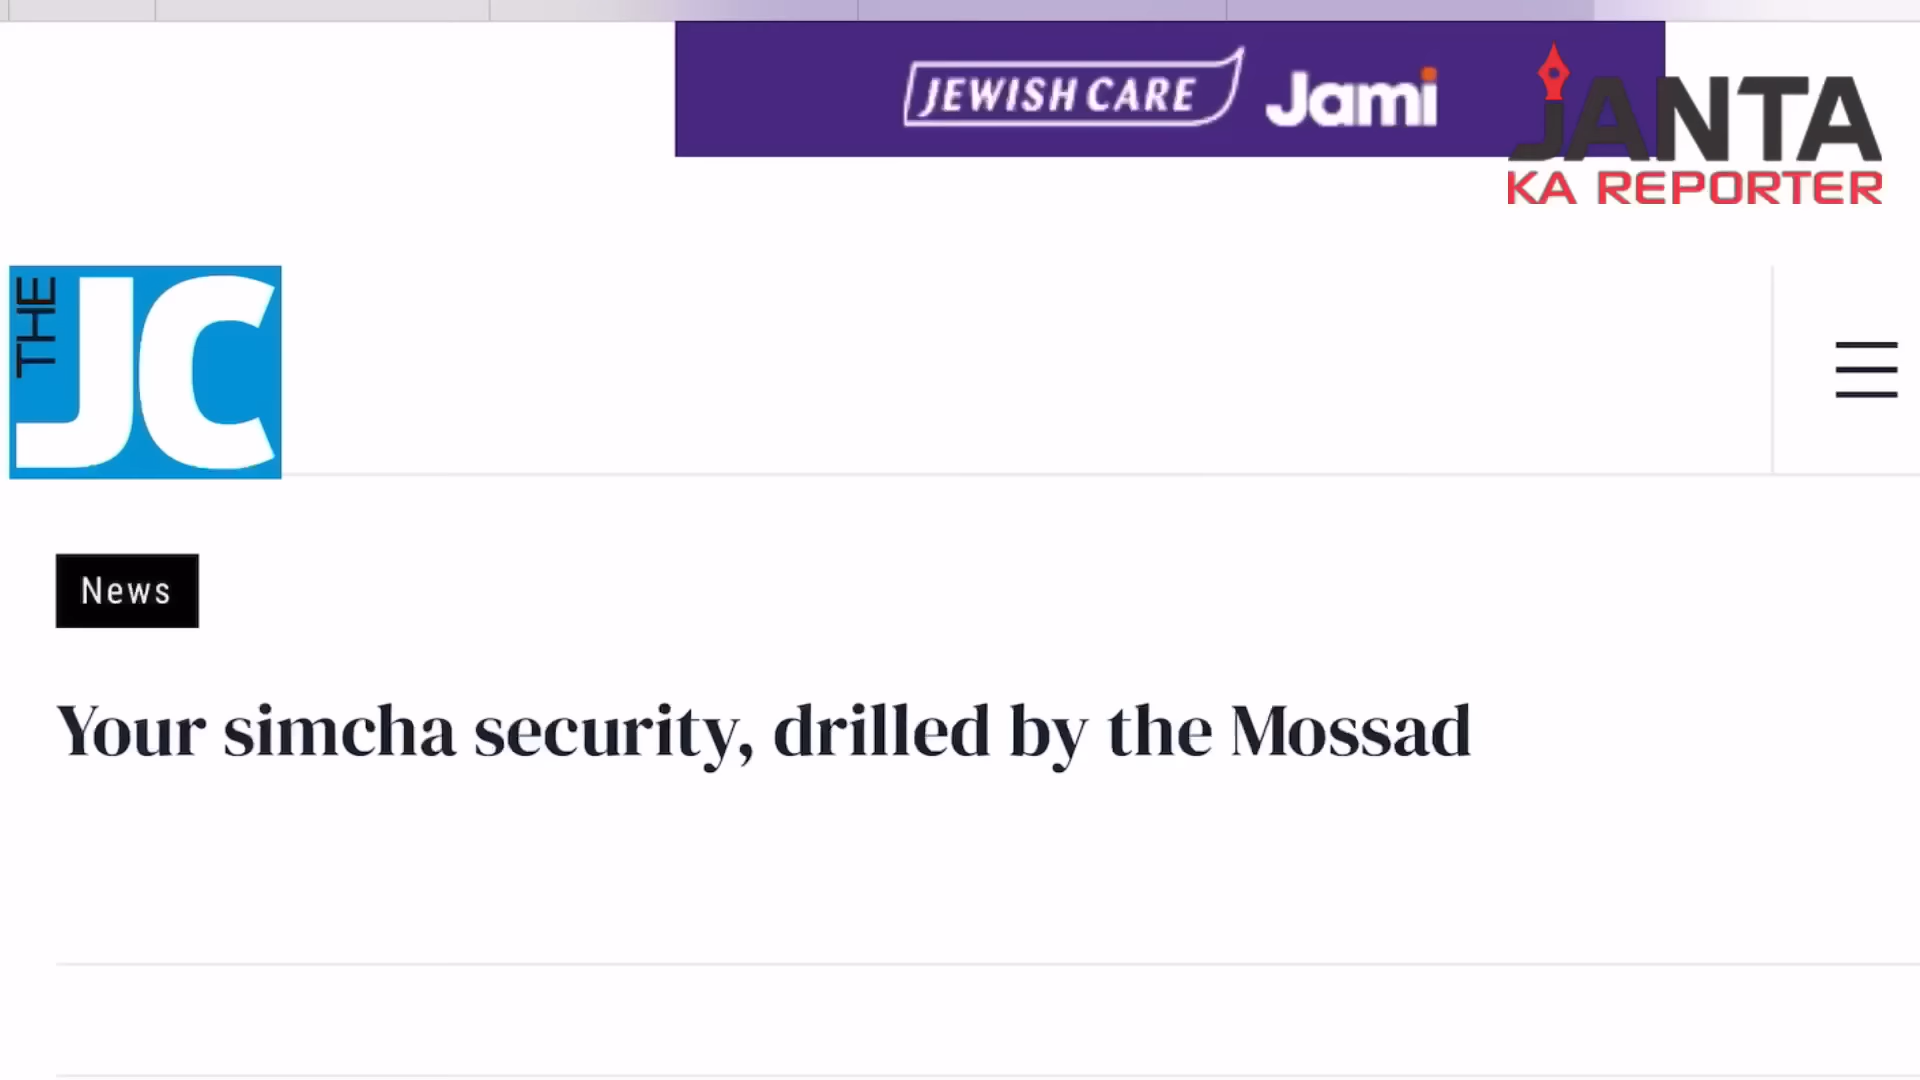 JEWISH CARE Jami
JANTA
KA REPORTER
THE JC
News
Your simcha security, drilled by the Mossad